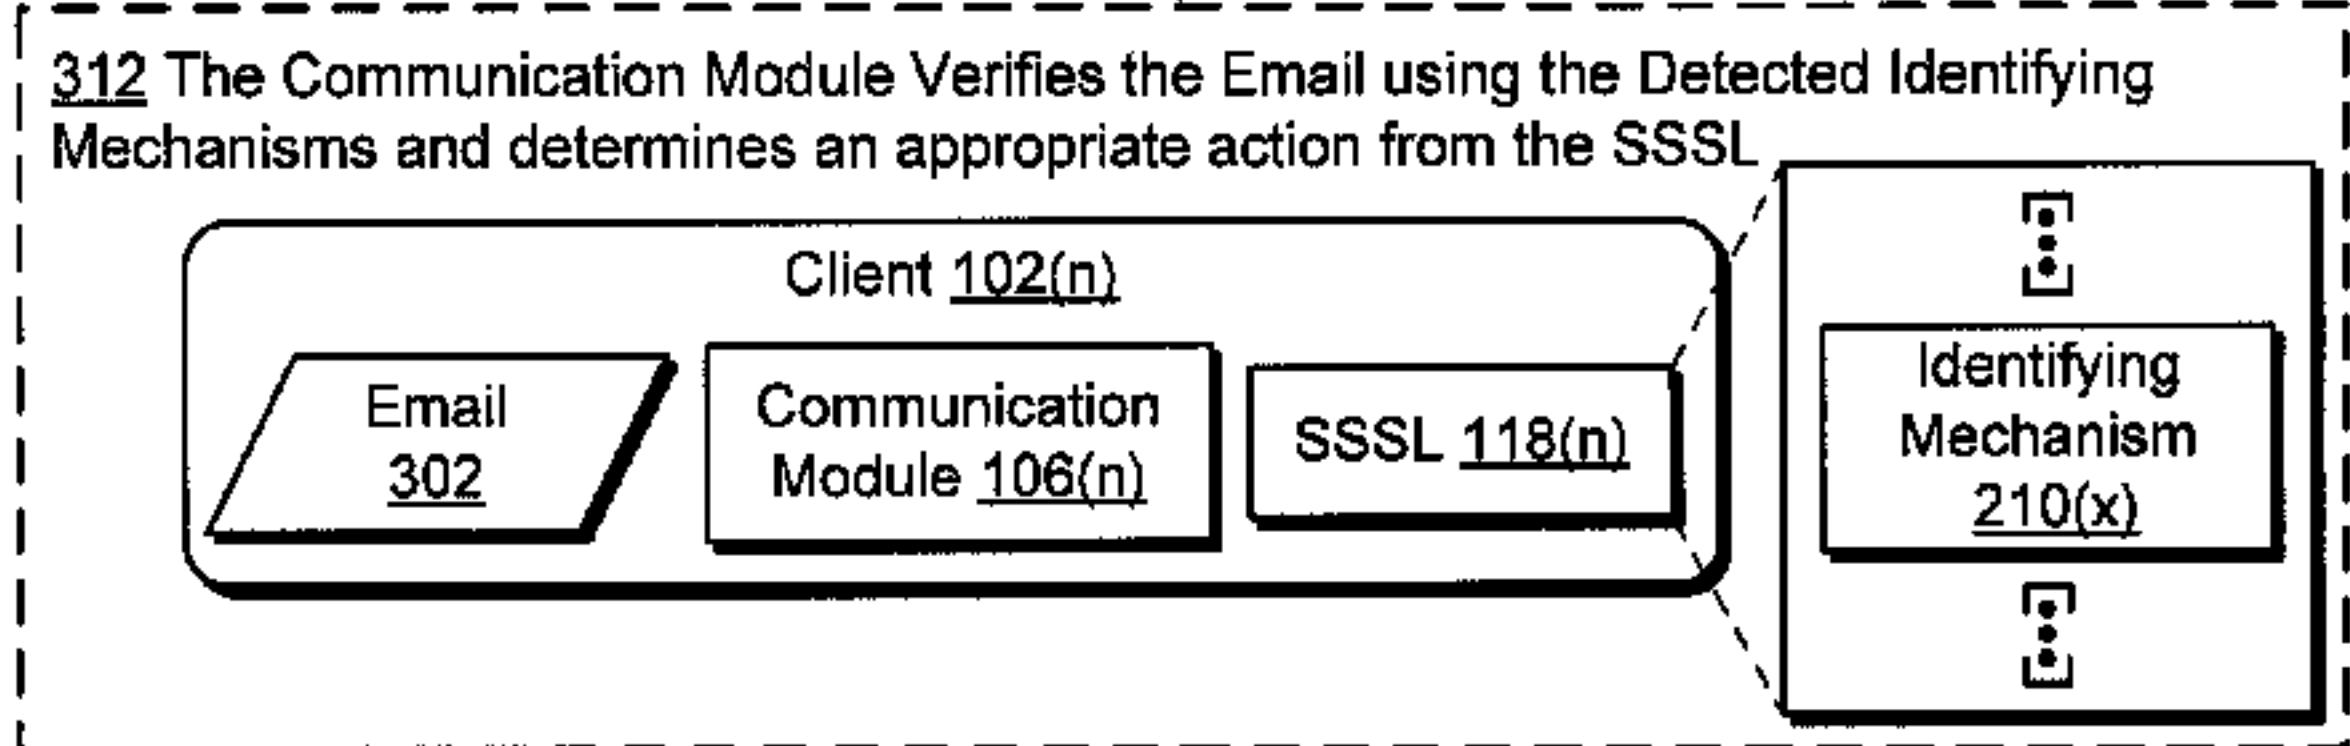 312 The Communication Module Verifies the Email using the Detected Identifying
Mechanisms and determines an appropriate action from the SSSL
Client 102(n)
Email
302
Communication
Module 106(n)
SSSL 118(n)
Identifying
Mechanism
210(x)